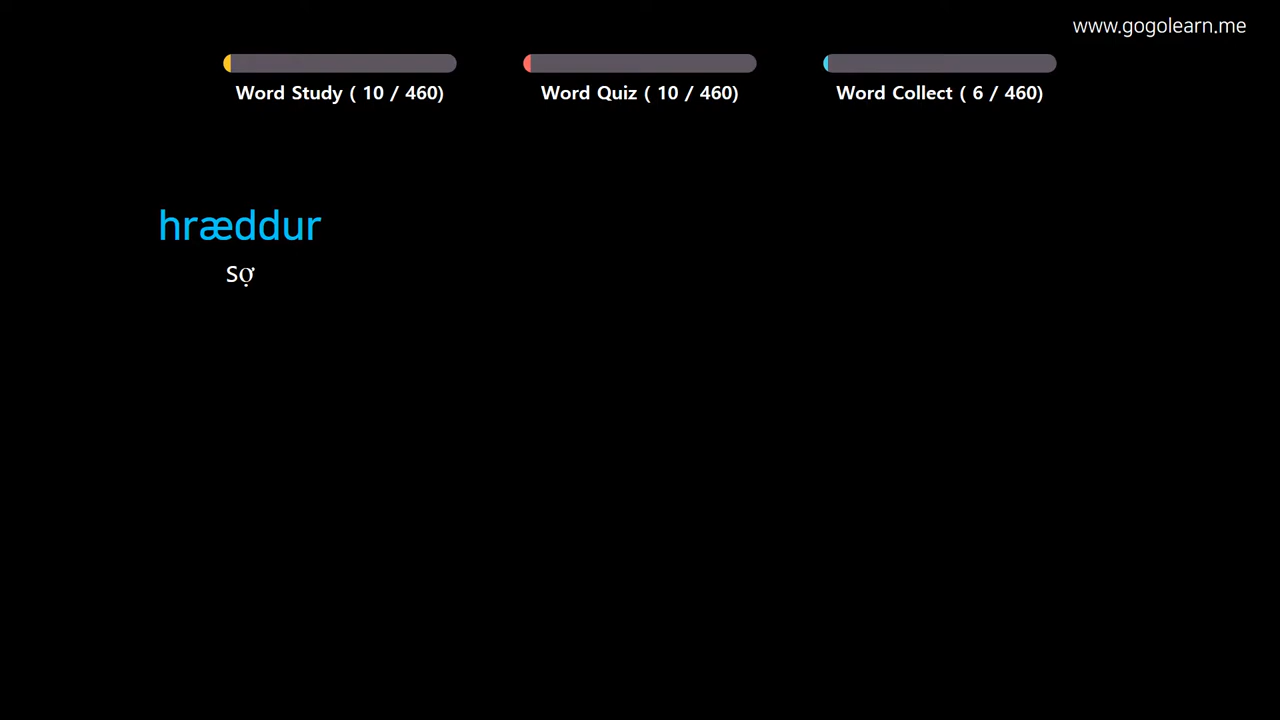 www.gogolearn.me
Word Study ( 10 / 460)
Word Quiz ( 10 / 460)
Word Collect ( 6 / 460)
hræddur
sợ